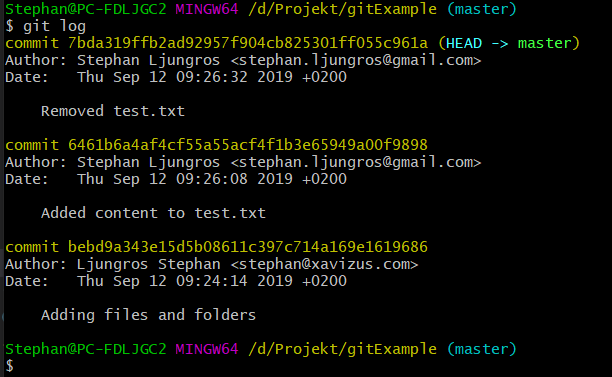 Stephan@PC-FDLJGC2 MINGW64 /d/Projekt/gitExample (master)
$ git log
commit 7bda319ffb2ad92957f904cb825301ff055c961a (HEAD -> master)
Author: Stephan Ljungros <stephan.ljungros@gmail.com>
Date:   Thu Sep 12 09:26:32 2019 +0200
    Removed test.txt
commit 6461b6a4af4cf55a55acf4f1b3e65949a00f9898
Author: Stephan Ljungros <stephan.ljungros@gmail.com>
Date:   Thu Sep 12 09:26:08 2019 +0200
    Added content to test.txt
commit bebd9a343e15d5b08611c397c714a169e1619686
Author: Ljungros Stephan <stephan@xavizus.com>
Date:   Thu Sep 12 09:24:14 2019 +0200
    Adding files and folders
Stephan@PC-FDLJGC2 MINGW64 /d/Projekt/gitExample (master)
$